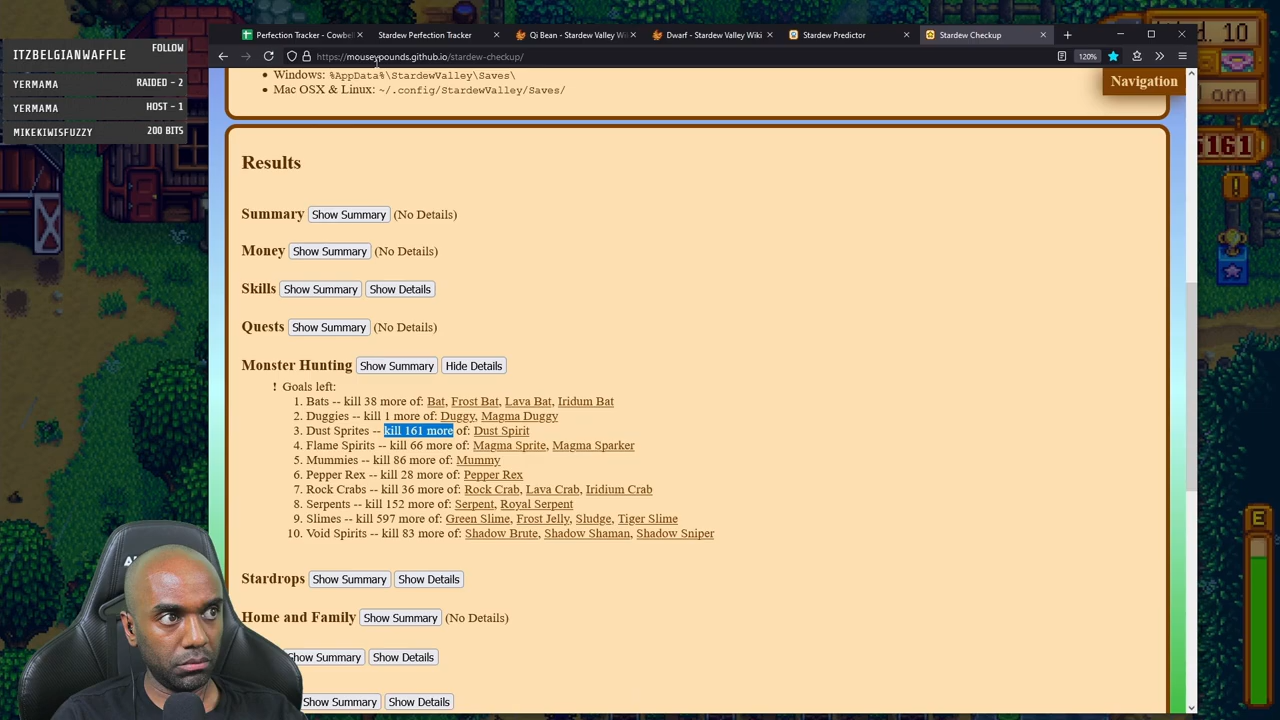 ITZBELGIANWAFFLE FOLLOW
YERMAMA RAIDED - 2
YERMAMA HOST - 1
MIKEKIWISFUZZY 200 BITS
Perfection Tracker - Cowbell
Stardew Perfection Tracker
Qi Bean - Stardew Valley Wiki
Dwarf - Stardew Valley Wiki
Stardew Predictor
Stardew Checkup
https://mouseypounds.github.io/stardew-checkup/
120%
Windows: %AppData%\StardewValley\Saves\
Mac OSX & Linux: ~/.config/StardewValley/Saves/
Navigation
Results
Summary Show Summary (No Details)
Money Show Summary (No Details)
Skills Show Summary Show Details
Quests Show Summary (No Details)
Monster Hunting Show Summary Hide Details
! Goals left:
1. Bats -- kill 38 more of: Bat, Frost Bat, Lava Bat, Iridum Bat
2. Duggies -- kill 1 more of: Duggy, Magma Duggy
3. Dust Sprites -- kill 161 more of: Dust Spirit
4. Flame Spirits -- kill 66 more of: Magma Sprite, Magma Sparker
5. Mummies -- kill 86 more of: Mummy
6. Pepper Rex -- kill 28 more of: Pepper Rex
7. Rock Crabs -- kill 36 more of: Rock Crab, Lava Crab, Iridium Crab
8. Serpents -- kill 152 more of: Serpent, Royal Serpent
9. Slimes -- kill 597 more of: Green Slime, Frost Jelly, Sludge, Tiger Slime
10. Void Spirits -- kill 83 more of: Shadow Brute, Shadow Shaman, Shadow Sniper
Stardrops Show Summary Show Details
Home and Family Show Summary (No Details)
Show Summary Show Details
Show Summary Show Details
10
am
161
E